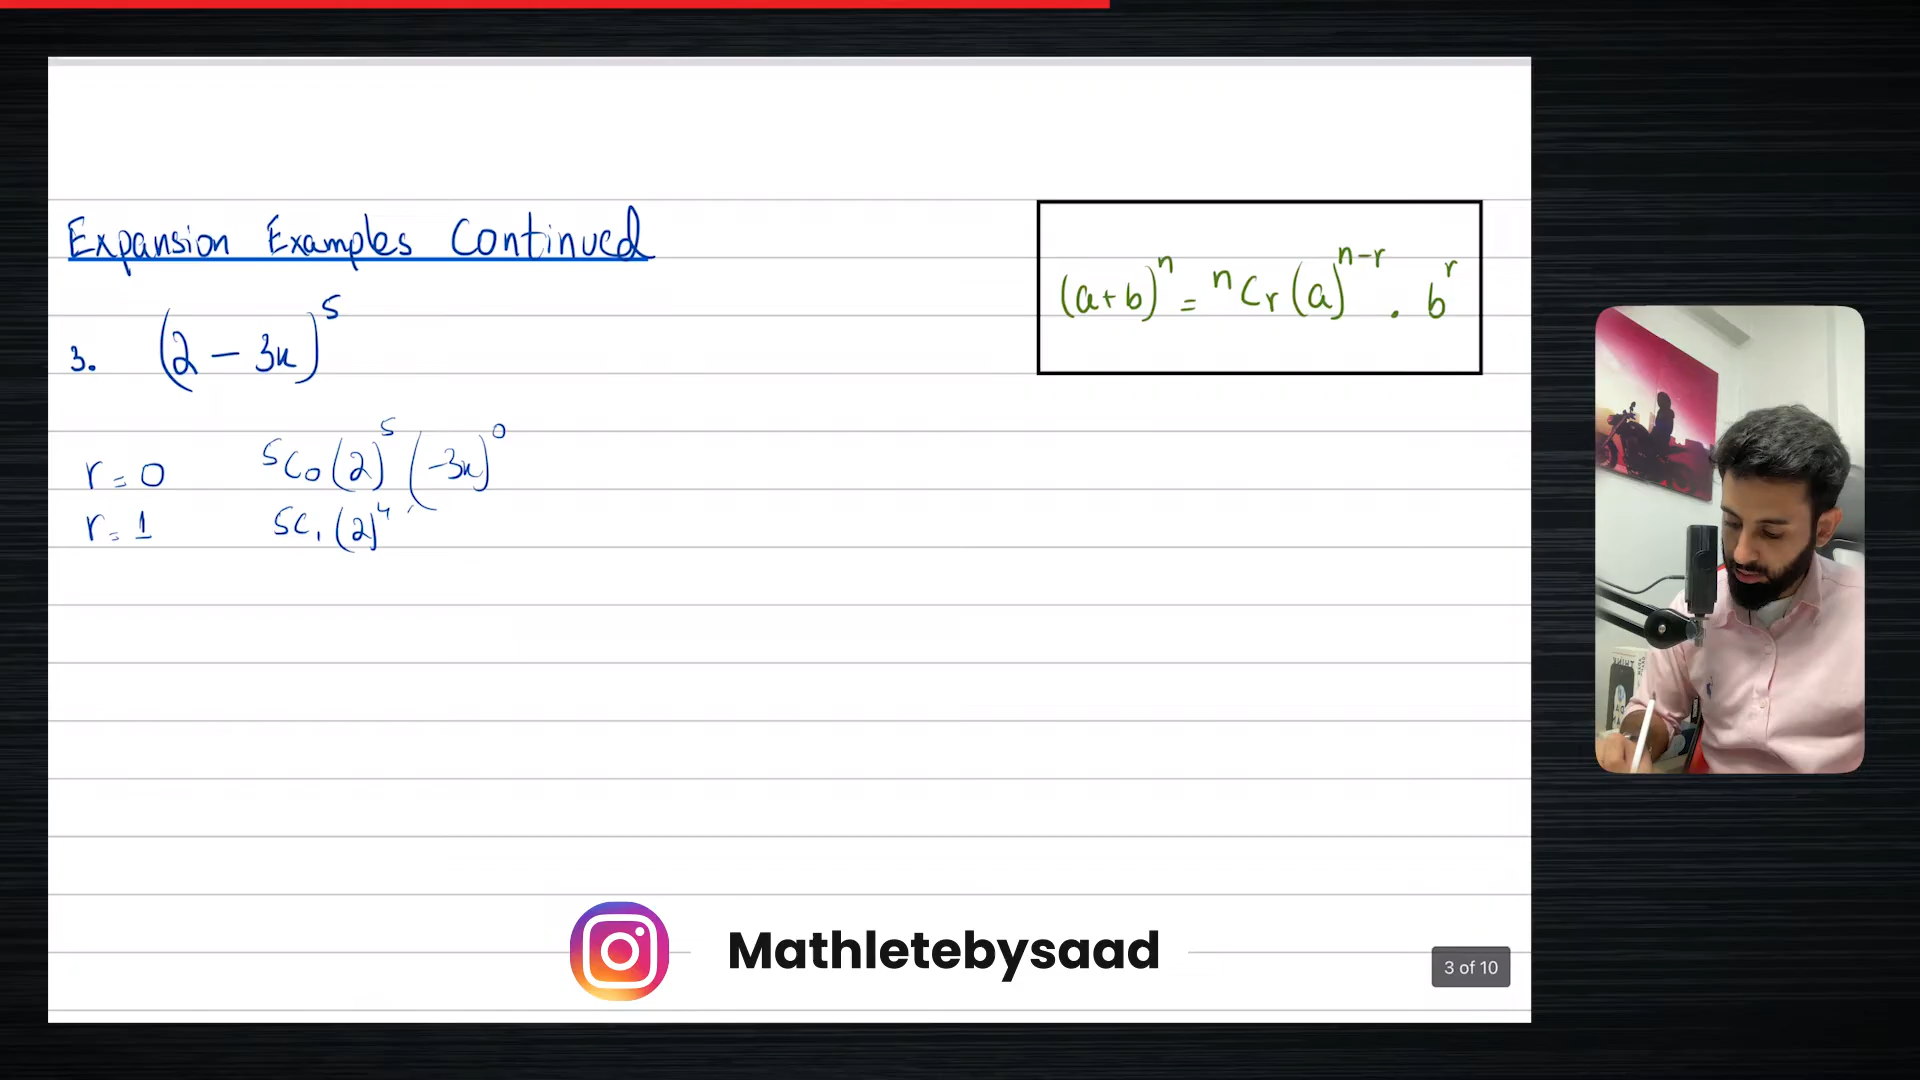 Expansion Examples Continued
(a+b)ⁿ = ⁿCr (a)ⁿ⁻ʳ . bʳ
3. (2 − 3x)⁵
r = 0 ⁵C₀ (2)⁵ (−3x)⁰
r = 1 5C₁ (2)⁴
Mathletebysaad
3 of 10